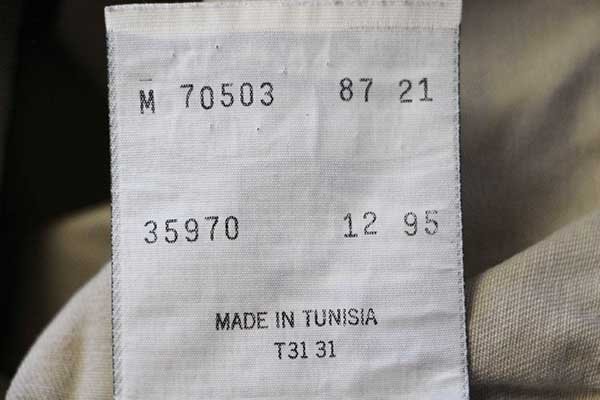 M 70503 87 21
35970 12 95
MADE IN TUNISIA
T31 31